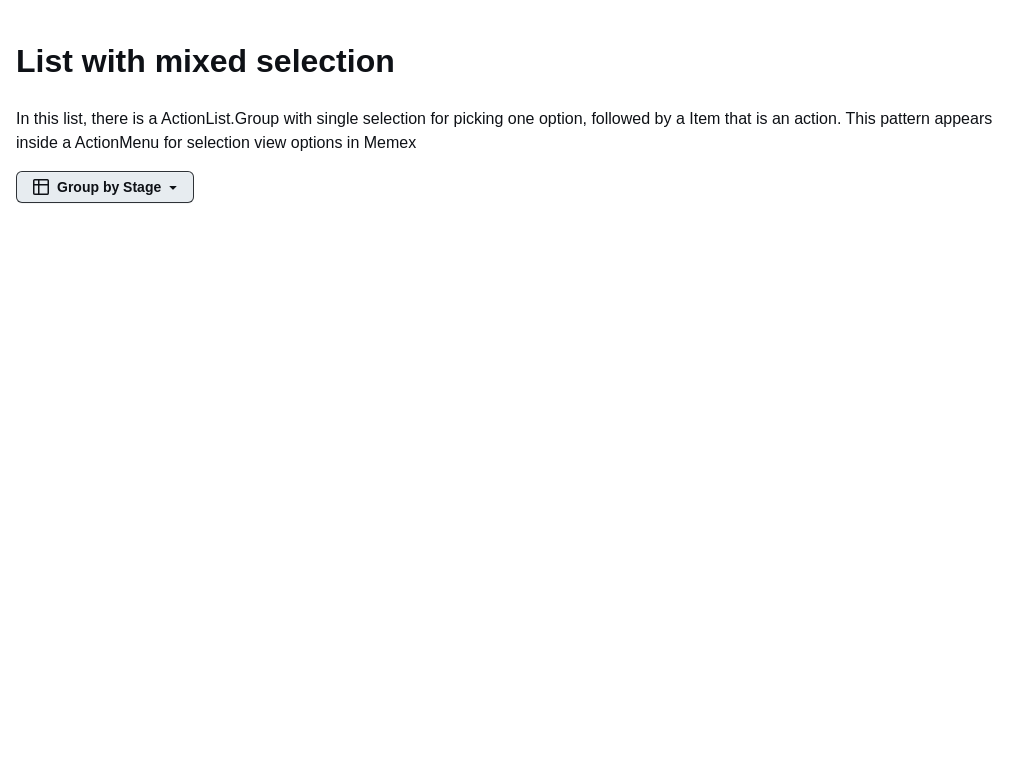 List with mixed selection
In this list, there is a ActionList.Group with single selection for picking one option, followed by a Item that is an action. This pattern appears
inside a ActionMenu for selection view options in Memex
Group by Stage